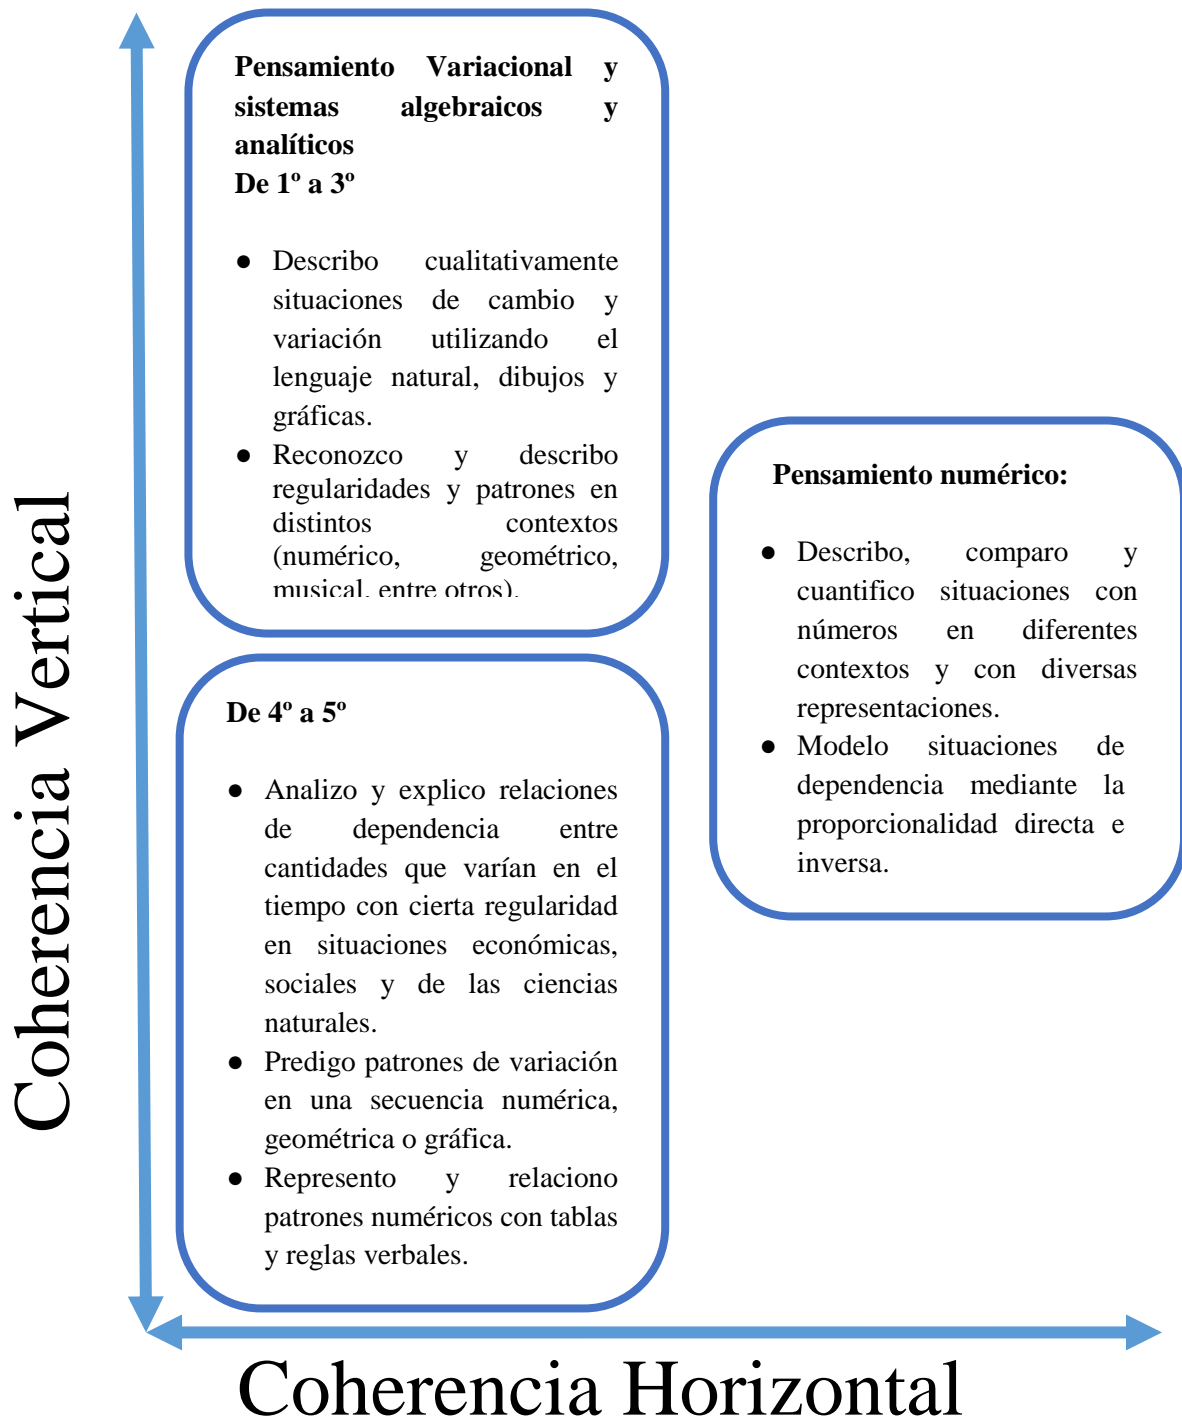 Pensamiento Variacional y
sistemas algebraicos y
analíticos
De 1º a 3º
● Describo cualitativamente
situaciones de cambio y
variación utilizando el
lenguaje natural, dibujos y
gráficas.
● Reconozco y describo
regularidades y patrones en
distintos contextos
(numérico, geométrico,
musical, entre otros).
De 4º a 5º
● Analizo y explico relaciones
de dependencia entre
cantidades que varían en el
tiempo con cierta regularidad
en situaciones económicas,
sociales y de las ciencias
naturales.
● Predigo patrones de variación
en una secuencia numérica,
geométrica o gráfica.
● Represento y relaciono
patrones numéricos con tablas
y reglas verbales.
Pensamiento numérico:
● Describo, comparo y
cuantifico situaciones con
números en diferentes
contextos y con diversas
representaciones.
● Modelo situaciones de
dependencia mediante la
proporcionalidad directa e
inversa.
Coherencia Vertical
Coherencia Horizontal